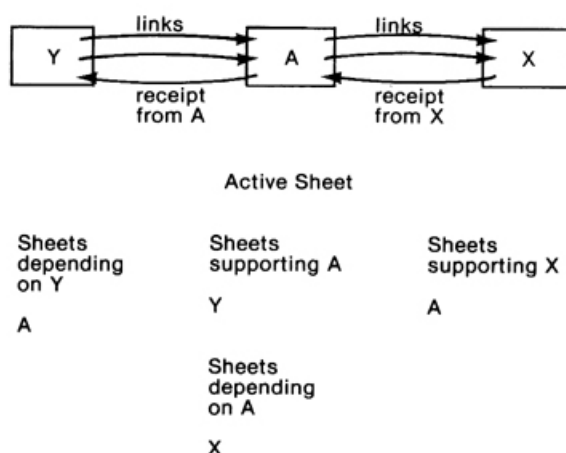 links links
Y A X
receipt receipt
from A from X
Active Sheet
Sheets Sheets Sheets
depending supporting A supporting X
on Y
Y A
A
Sheets
depending
on A
X